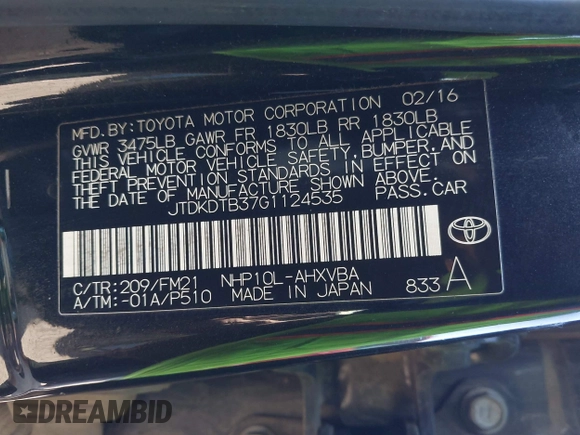 MFD.BY:TOYOTA MOTOR CORPORATION 02/16
GVWR 3475LB GAWR FR 1830LB RR 1830LB
THIS VEHICLE CONFORMS TO ALL APPLICABLE
FEDERAL MOTOR VEHICLE SAFETY,BUMPER,AND
THEFT PREVENTION STANDARDS IN EFFECT ON
THE DATE OF MANUFACTURE SHOWN ABOVE.
JTDKDTB37G1124535 PASS.CAR
C/TR:209/FM21 NHP10L-AHXVBA
A/TM:-01A/P510 MADE IN JAPAN 833 A
DREAMBID